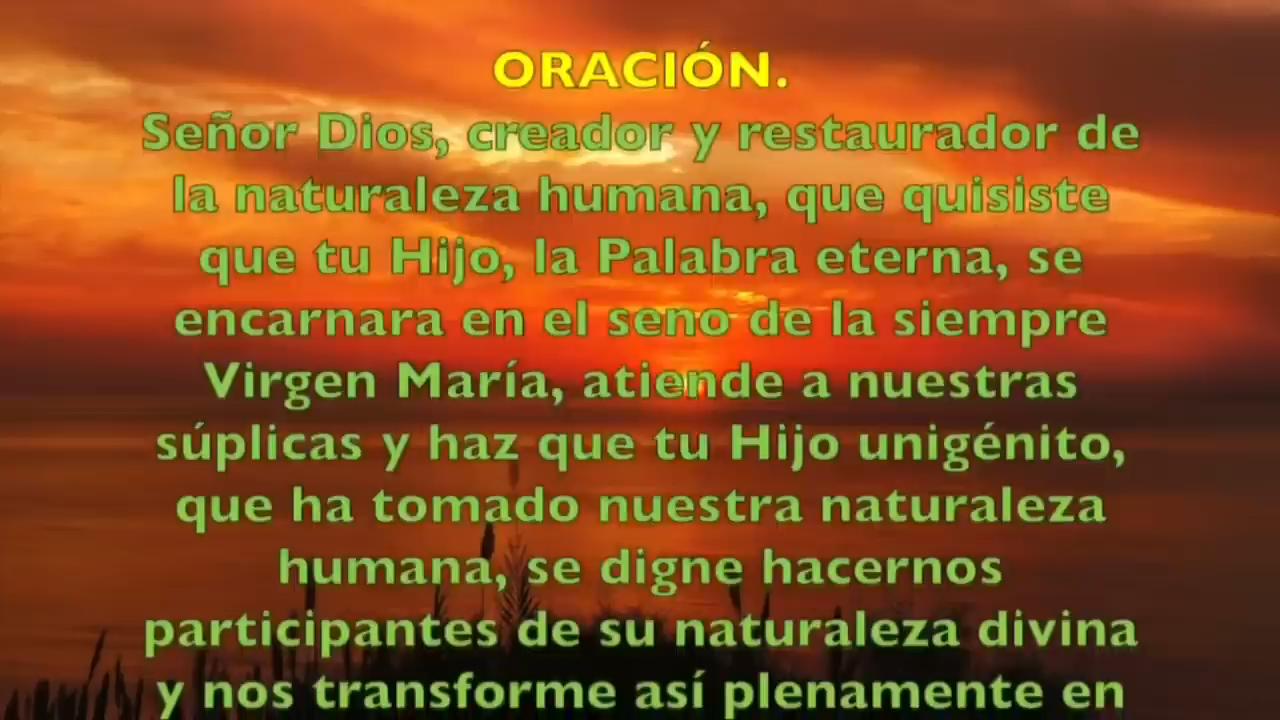 ORACIÓN.
Señor Dios, creador y restaurador de
la naturaleza humana, que quisiste
que tu Hijo, la Palabra eterna, se
encarnara en el seno de la siempre
Virgen María, atiende a nuestras
súplicas y haz que tu Hijo unigénito,
que ha tomado nuestra naturaleza
humana, se digne hacernos
participantes de su naturaleza divina
y nos transforme así plenamente en